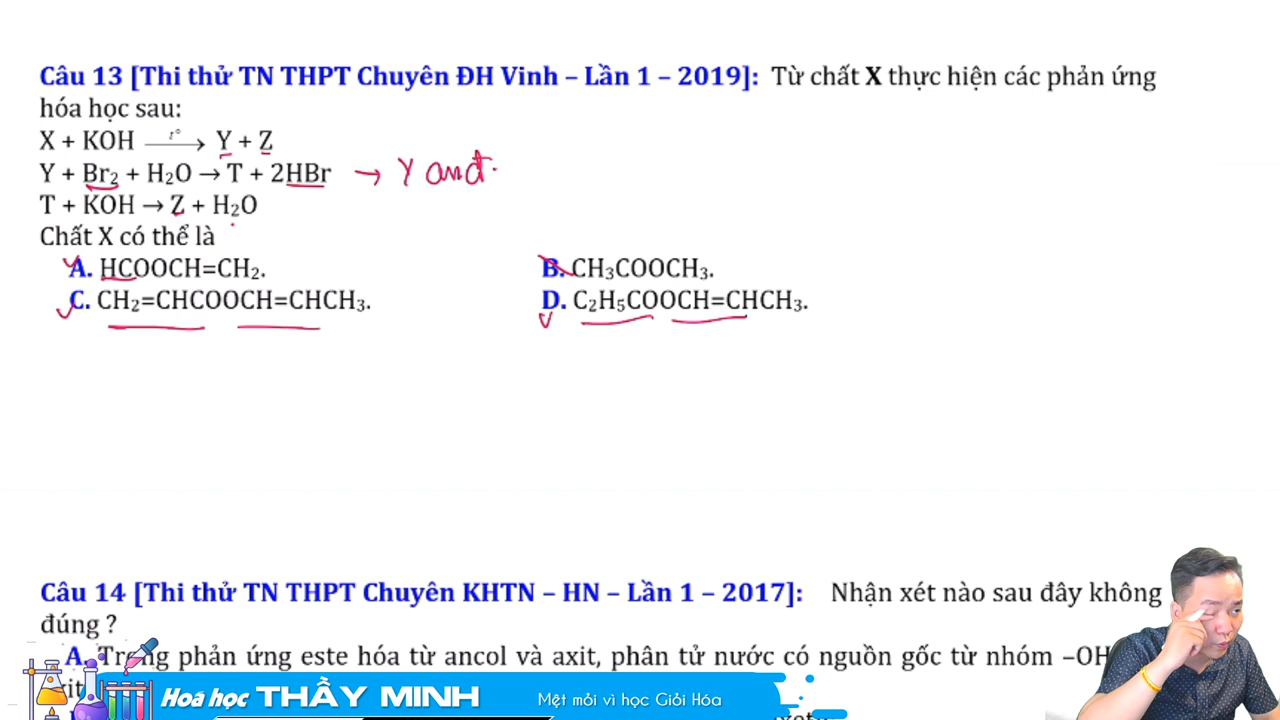 Câu 13 [Thi thử TN THPT Chuyên ĐH Vinh – Lần 1 – 2019]: Từ chất X thực hiện các phản ứng
hóa học sau:
X + KOH —t°→ Y + Z
Y + Br₂ + H₂O → T + 2HBr → Y anđ.
T + KOH → Z + H₂O
Chất X có thể là
A. HCOOCH=CH₂. B. CH₃COOCH₃.
C. CH₂=CHCOOCH=CHCH₃. D. C₂H₅COOCH=CHCH₃.
Câu 14 [Thi thử TN THPT Chuyên KHTN – HN – Lần 1 – 2017]: Nhận xét nào sau đây không
đúng ?
A. Trong phản ứng este hóa từ ancol và axit, phân tử nước có nguồn gốc từ nhóm –OH
Hoá học THẦY MINH Mệt mỏi vì học Giỏi Hóa